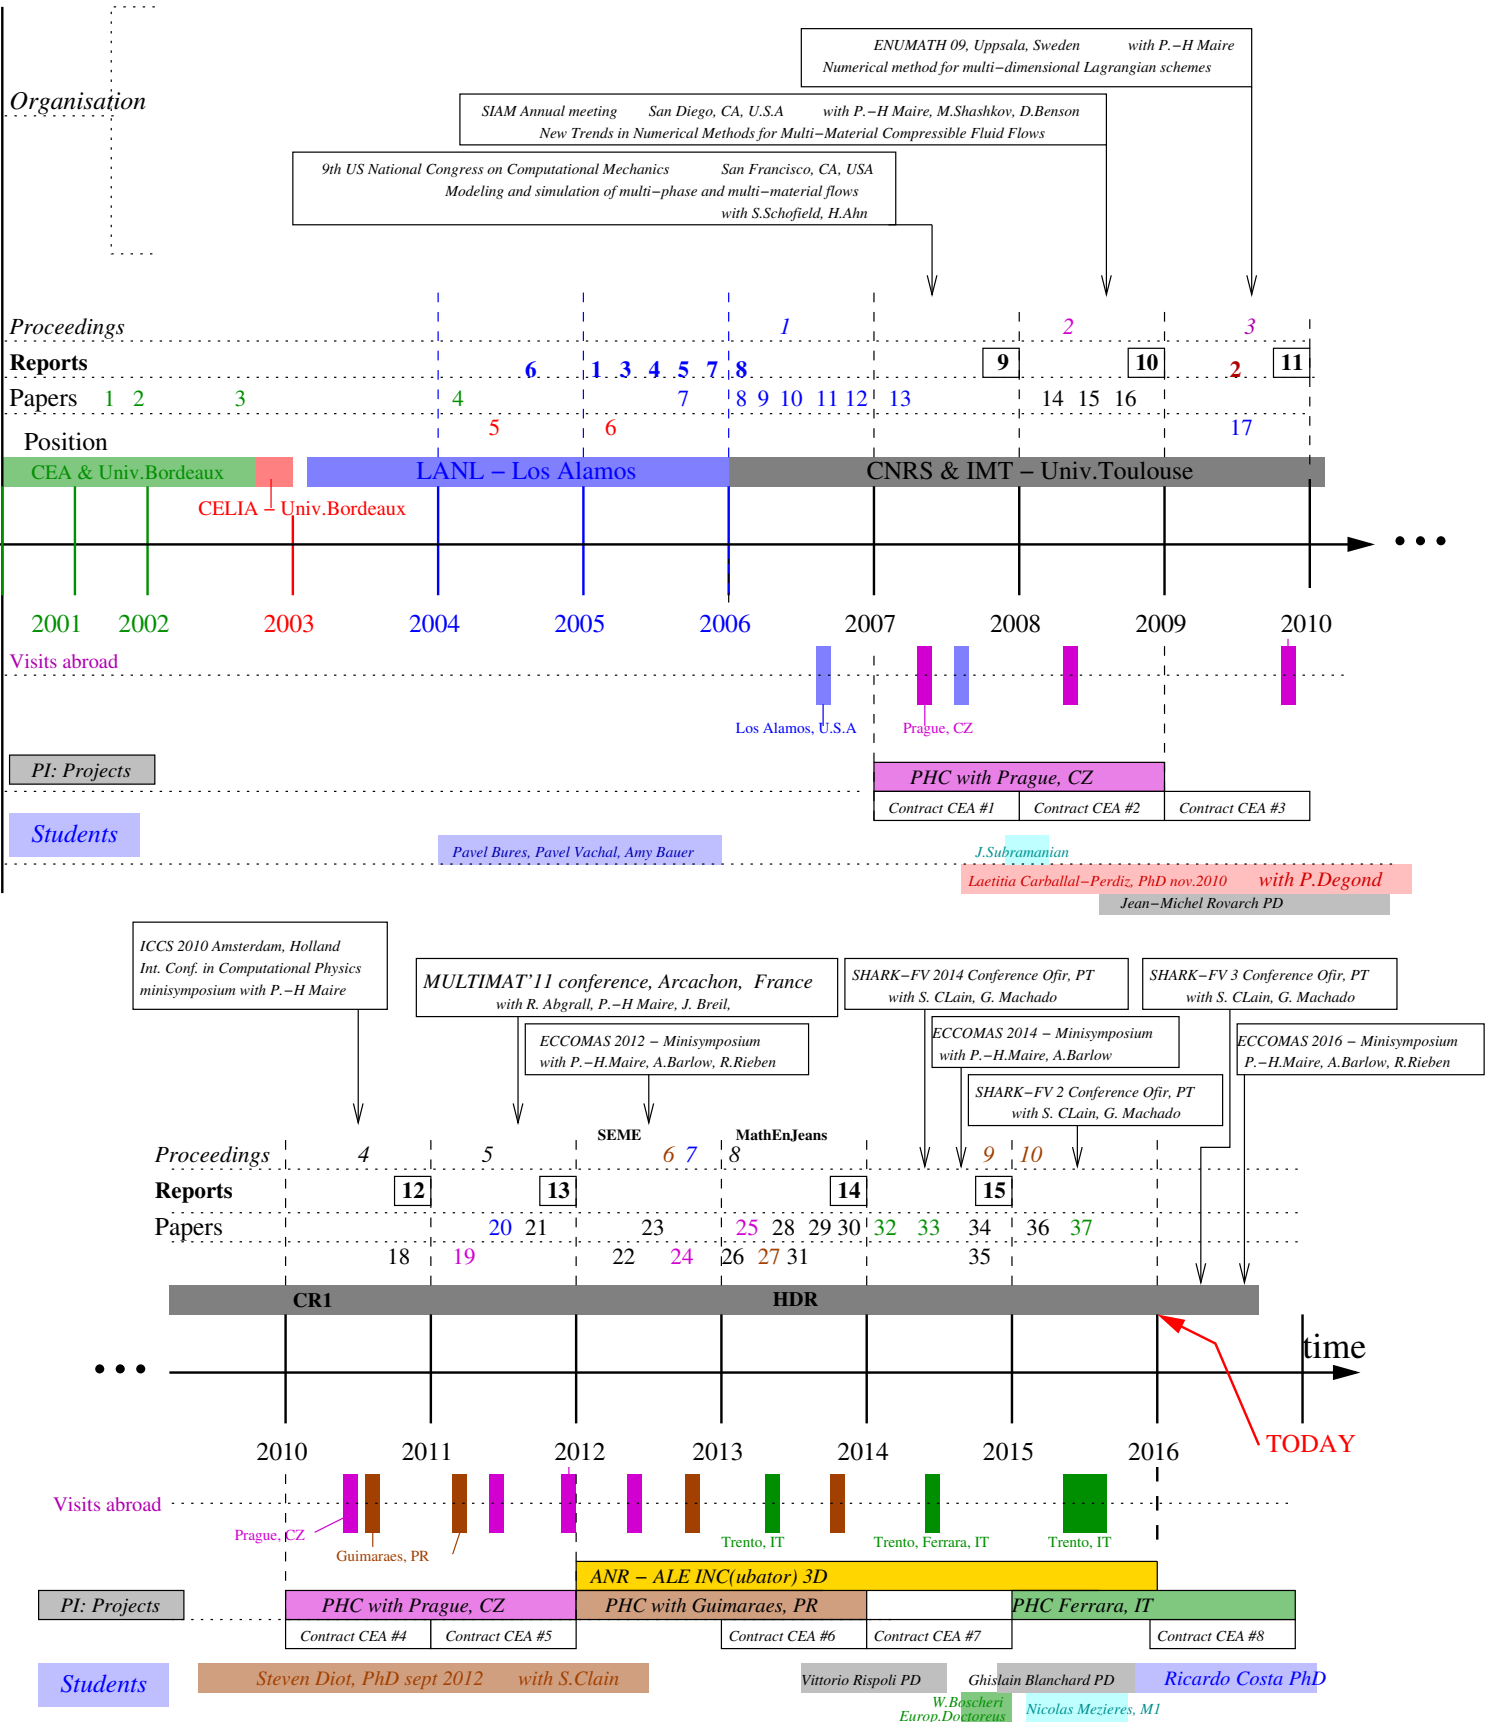 ENUMATH 09, Uppsala, Sweden with P.−H Maire
Numerical method for multi−dimensional Lagrangian schemes
Organisation
SIAM Annual meeting San Diego, CA, U.S.A with P.−H Maire, M.Shashkov, D.Benson
New Trends in Numerical Methods for Multi−Material Compressible Fluid Flows
9th US National Congress on Computational Mechanics San Francisco, CA, USA
Modeling and simulation of multi−phase and multi−material flows
with S.Schofield, H.Ahn
Proceedings 1 2 3
Reports 9 10 11
6 1 3 4 5 7 8 2
Papers 1 2 3 4 7 8 9 10 11 12 13 14 15 16
5 6 17
Position
CEA & Univ.Bordeaux LANL − Los Alamos CNRS & IMT − Univ.Toulouse
CELIA − Univ.Bordeaux
2001 2002 2003 2004 2005 2006 2007 2008 2009 2010
Visits abroad
Los Alamos, U.S.A Prague, CZ
PI: Projects PHC with Prague, CZ
Contract CEA #1 Contract CEA #2 Contract CEA #3
Students
Pavel Bures, Pavel Vachal, Amy Bauer J.Subramanian
Laetitia Carballal−Perdiz, PhD nov.2010 with P.Degond
Jean−Michel Rovarch PD
ICCS 2010 Amsterdam, Holland
Int. Conf. in Computational Physics
minisymposium with P.−H Maire
MULTIMAT'11 conference, Arcachon, France
with R. Abgrall, P.−H Maire, J. Breil,
SHARK−FV 2014 Conference Ofir, PT
with S. CLain, G. Machado
SHARK−FV 3 Conference Ofir, PT
with S. CLain, G. Machado
ECCOMAS 2012 − Minisymposium
with P.−H.Maire, A.Barlow, R.Rieben
ECCOMAS 2014 − Minisymposium
with P.−H.Maire, A.Barlow
ECCOMAS 2016 − Minisymposium
P.−H.Maire, A.Barlow, R.Rieben
SHARK−FV 2 Conference Ofir, PT
with S. CLain, G. Machado
SEME MathEnJeans
Proceedings 4 5 6 7 8 9 10
Reports 12 13 14 15
Papers 20 21 23 25 28 29 30 32 33 34 36 37
18 19 22 24 26 27 31 35
CR1 HDR
time
2010 2011 2012 2013 2014 2015 2016 TODAY
Visits abroad
Prague, CZ Trento, IT Trento, Ferrara, IT Trento, IT
Guimaraes, PR
ANR − ALE INC(ubator) 3D
PI: Projects PHC with Prague, CZ PHC with Guimaraes, PR PHC Ferrara, IT
Contract CEA #4 Contract CEA #5 Contract CEA #6 Contract CEA #7 Contract CEA #8
Students Steven Diot, PhD sept 2012 with S.Clain Vittorio Rispoli PD Ghislain Blanchard PD Ricardo Costa PhD
W.Boscheri
Europ.Doctoreus
Nicolas Mezieres, M1